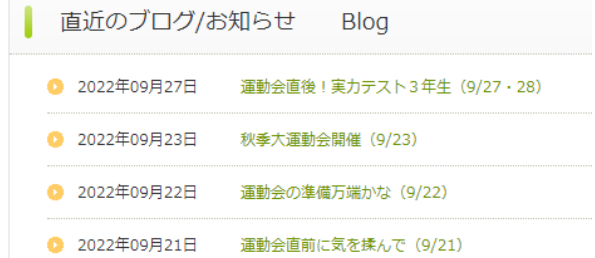 直近のブログ/お知らせ Blog
2022年09月27日 運動会直後！実力テスト３年生（9/27・28）
2022年09月23日 秋季大運動会開催（9/23）
2022年09月22日 運動会の準備万端かな（9/22）
2022年09月21日 運動会直前に気を揉んで（9/21）